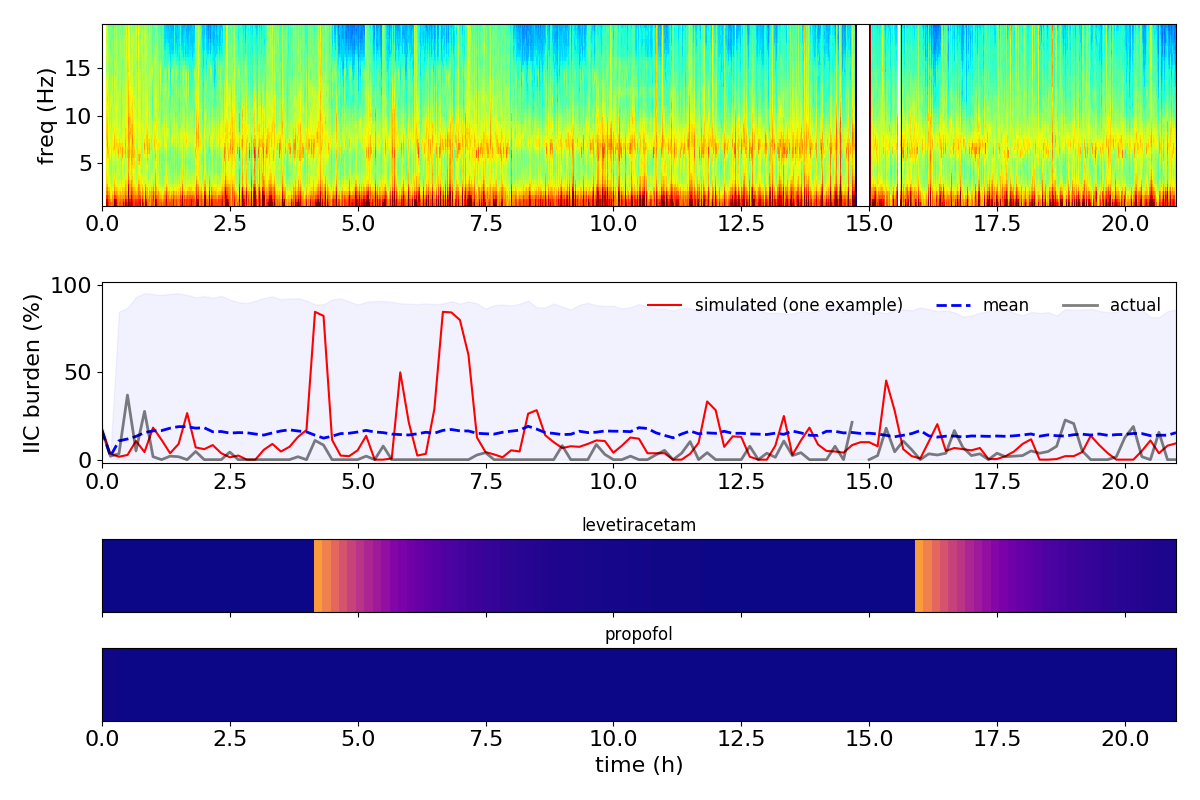 freq (Hz)
15
10
5
0.0 2.5 5.0 7.5 10.0 12.5 15.0 17.5 20.0
IIC burden (%)
100
50
0
simulated (one example) mean actual
0.0 2.5 5.0 7.5 10.0 12.5 15.0 17.5 20.0
levetiracetam
propofol
0.0 2.5 5.0 7.5 10.0 12.5 15.0 17.5 20.0
time (h)